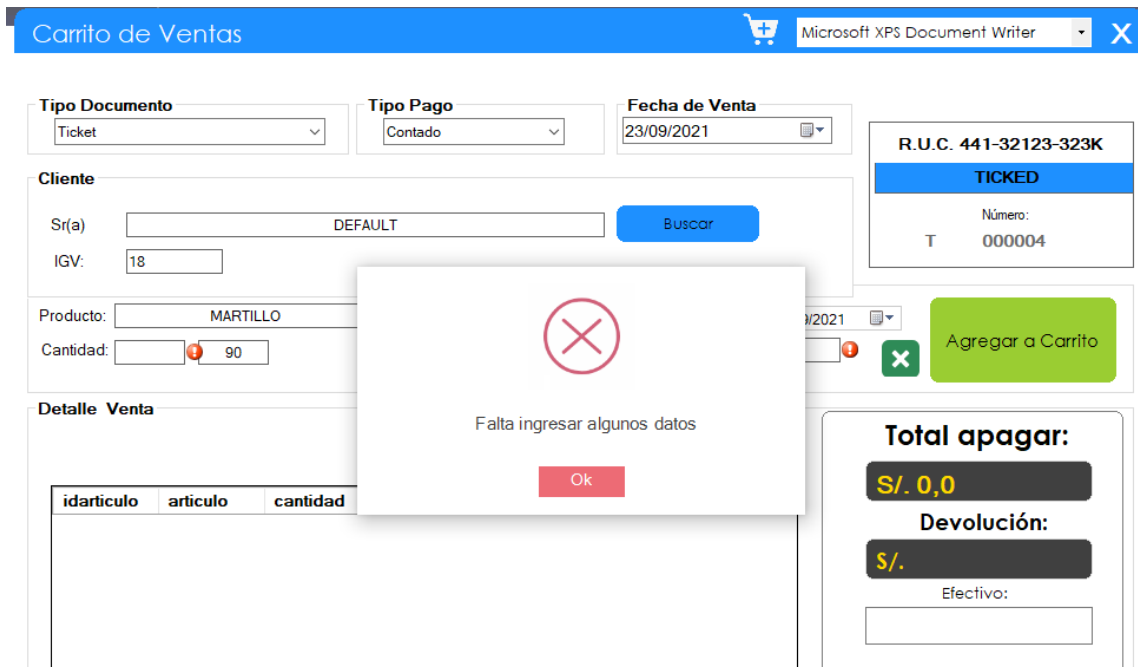 Carrito de Ventas
Microsoft XPS Document Writer
X
Tipo Documento
Ticket
Tipo Pago
Contado
Fecha de Venta
23/09/2021
R.U.C. 441-32123-323K
TICKED
Número:
T 000004
Cliente
Sr(a) DEFAULT Buscar
IGV: 18
Producto: MARTILLO
9/2021
Cantidad: 90
Agregar a Carrito
Falta ingresar algunos datos
Ok
Detalle Venta
idarticulo articulo cantidad
Total apagar:
S/. 0,0
Devolución:
S/.
Efectivo: